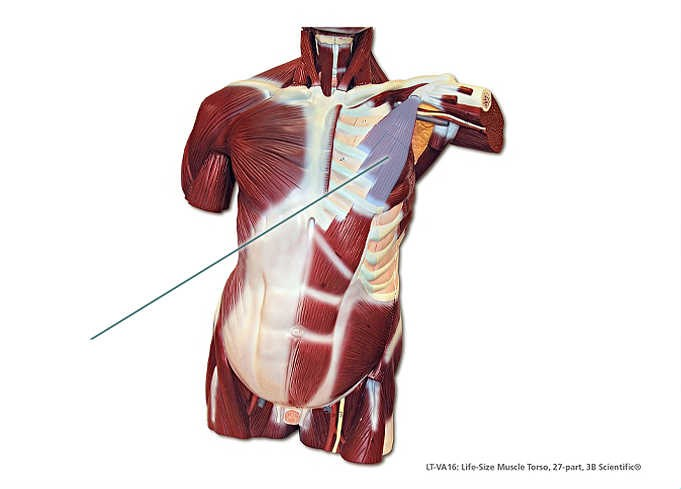 LT-VA16: Life-Size Muscle Torso, 27-part, 3B Scientific®